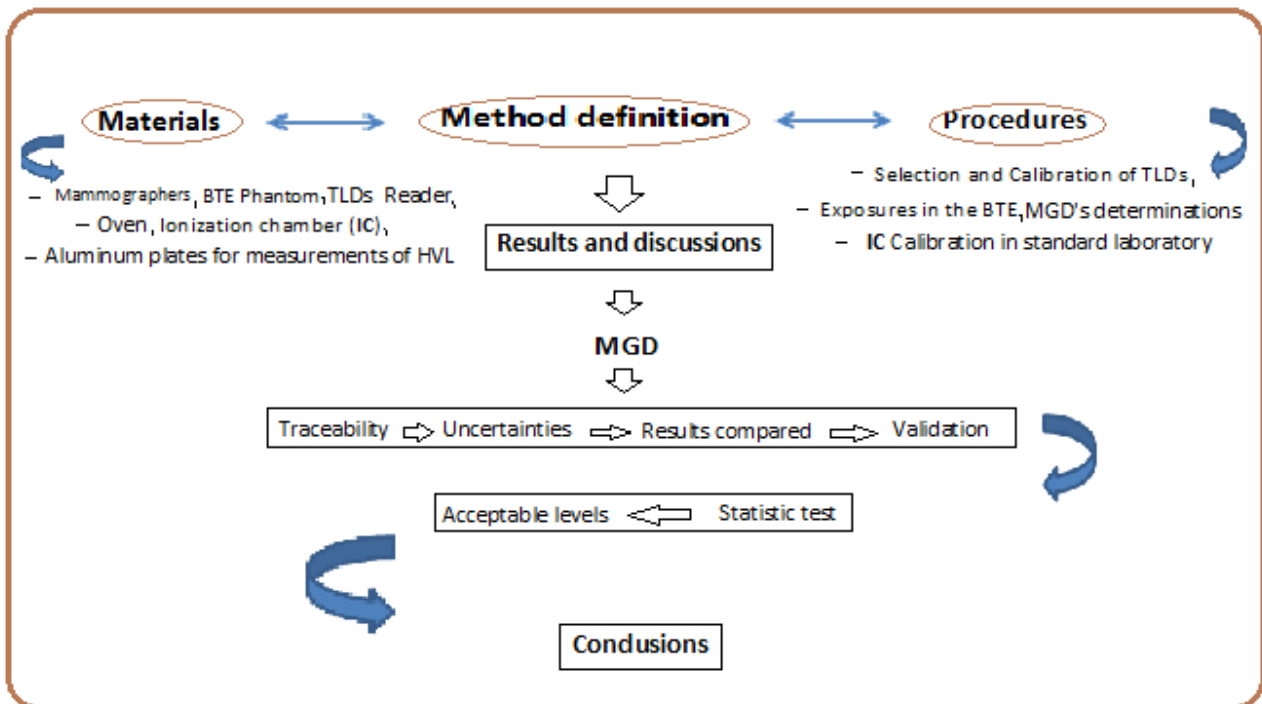 Materials
Method definition
Procedures
– Mammographers, BTE Phantom, TLDs Reader,
– Oven, Ionization chamber (IC),
– Aluminum plates for measurements of HVL
– Selection and Calibration of TLDs,
– Exposures in the BTE, MGD's determinations
– IC Calibration in standard laboratory
Results and discussions
MGD
Traceability Uncertainties Results compared Validation
Acceptable levels Statistic test
Condusions